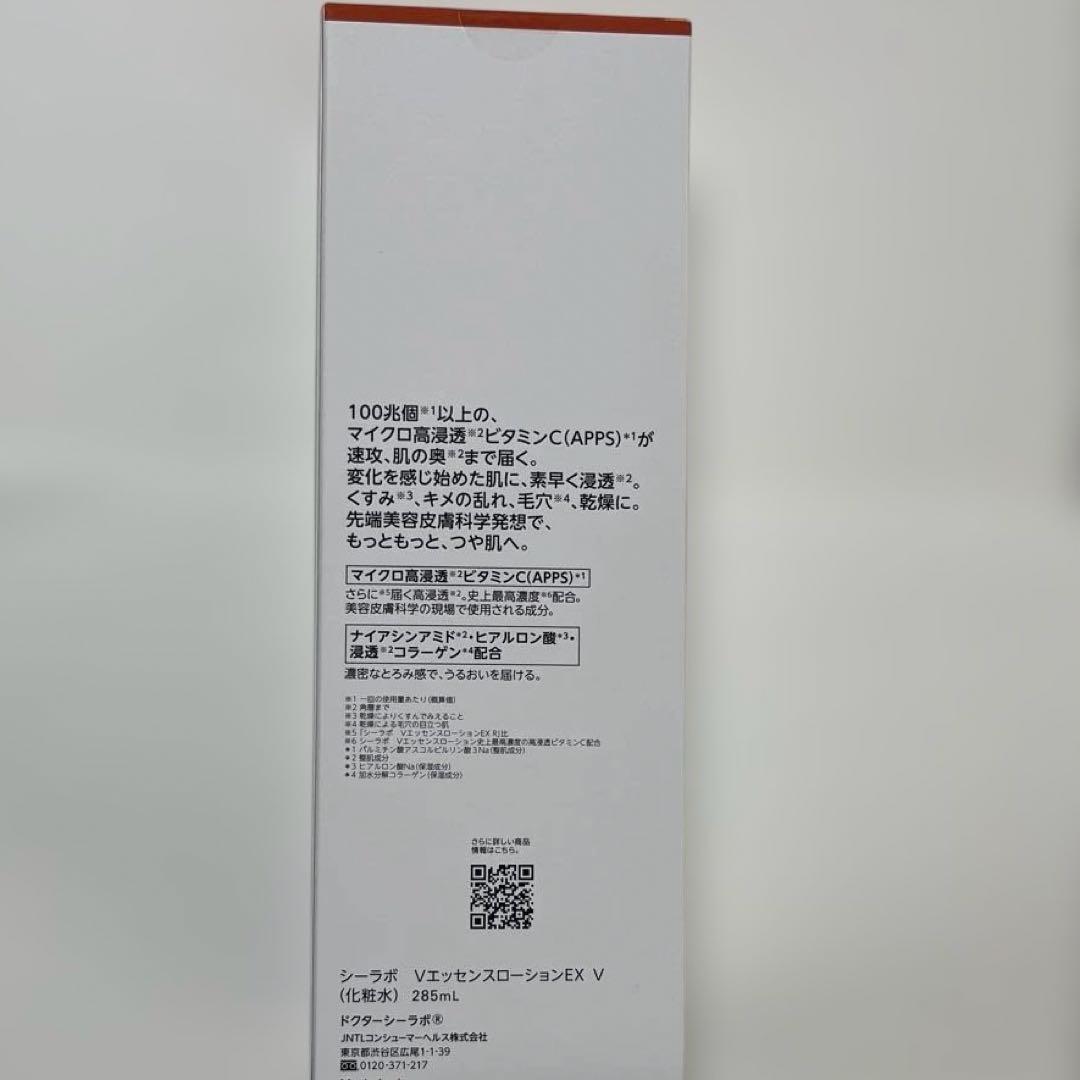 100兆個※1以上の、
マイクロ高浸透※2ビタミンC(APPS)*1が
速攻、肌の奥※2まで届く。
変化を感じ始めた肌に、素早く浸透※2。
くすみ※3、キメの乱れ、毛穴※4、乾燥に。
先端美容皮膚科学発想で、
もっともっと、つや肌へ。
マイクロ高浸透※2ビタミンC(APPS)*1
さらに※5届く高浸透※2。史上最高濃度※6配合。
美容皮膚科学の現場で使用される成分。
ナイアシンアミド*2・ヒアルロン酸*3・
浸透※2コラーゲン*4配合
濃密なとろみ感で、うるおいを届ける。
※1 一回の使用量あたり(概算値)
※2 角層まで
※3 乾燥によりくすんでみえること
※4 乾燥による毛穴の目立つ肌
※5「シーラボ VエッセンスローションEX R」比
※6 シーラボ Vエッセンスローション史上最高濃度の高浸透ビタミンC配合
*1 パルミチン酸アスコルビルリン酸3Na(整肌成分)
*2 整肌成分
*3 ヒアルロン酸Na(保湿成分)
*4 加水分解コラーゲン(保湿成分)
さらに詳しい商品
情報はこちら。
シーラボ VエッセンスローションEX V
(化粧水) 285mL
ドクターシーラボ®
JNTLコンシューマーヘルス株式会社
東京都渋谷区広尾1-1-39
0120-371-217